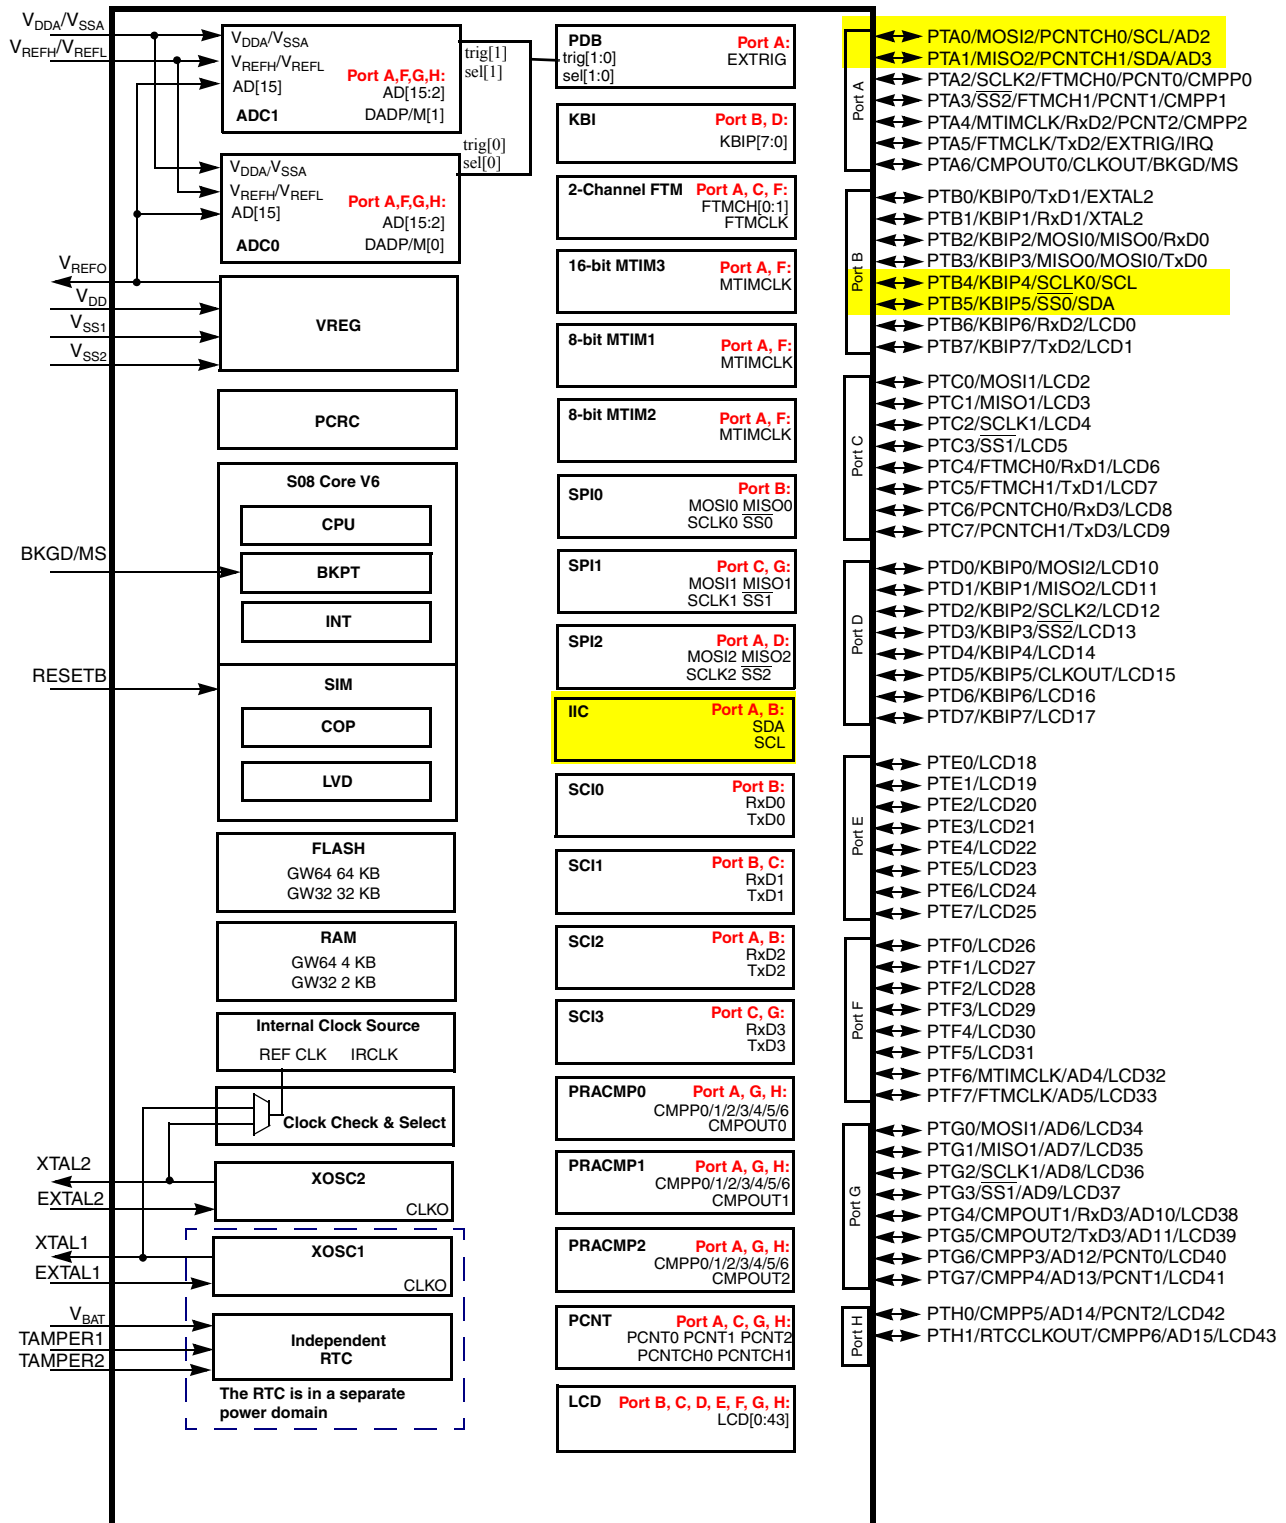 VDDA/VSSA
VREFH/VREFL
VDDA/VSSA
VREFH/VREFL
Port A,F,G,H:
AD[15]
AD[15:2]
ADC1
DADP/M[1]
trig[1]
sel[1]
trig[0]
sel[0]
VDDA/VSSA
VREFH/VREFL
Port A,F,G,H:
AD[15]
AD[15:2]
ADC0
DADP/M[0]
VREFO
VDD
VSS1
VSS2
VREG
PCRC
S08 Core V6
CPU
BKGD/MS
BKPT
INT
RESETB
SIM
COP
LVD
FLASH
GW64 64 KB
GW32 32 KB
RAM
GW64 4 KB
GW32 2 KB
Internal Clock Source
REF CLK IRCLK
Clock Check & Select
XTAL2
EXTAL2
XOSC2
CLKO
XTAL1
EXTAL1
XOSC1
CLKO
VBAT
TAMPER1
TAMPER2
Independent
RTC
The RTC is in a separate
power domain
PDB Port A:
trig[1:0] EXTRIG
sel[1:0]
KBI Port B, D:
KBIP[7:0]
2-Channel FTM Port A, C, F:
FTMCH[0:1]
FTMCLK
16-bit MTIM3 Port A, F:
MTIMCLK
8-bit MTIM1 Port A, F:
MTIMCLK
8-bit MTIM2 Port A, F:
MTIMCLK
SPI0 Port B:
MOSI0 MISO0
SCLK0 SS0
SPI1 Port C, G:
MOSI1 MISO1
SCLK1 SS1
SPI2 Port A, D:
MOSI2 MISO2
SCLK2 SS2
IIC Port A, B:
SDA
SCL
SCI0 Port B:
RxD0
TxD0
SCI1 Port B, C:
RxD1
TxD1
SCI2 Port A, B:
RxD2
TxD2
SCI3 Port C, G:
RxD3
TxD3
PRACMP0 Port A, G, H:
CMPP0/1/2/3/4/5/6
CMPOUT0
PRACMP1 Port A, G, H:
CMPP0/1/2/3/4/5/6
CMPOUT1
PRACMP2 Port A, G, H:
CMPP0/1/2/3/4/5/6
CMPOUT2
PCNT Port A, C, G, H:
PCNT0 PCNT1 PCNT2
PCNTCH0 PCNTCH1
LCD Port B, C, D, E, F, G, H:
LCD[0:43]
Port A
PTA0/MOSI2/PCNTCH0/SCL/AD2
PTA1/MISO2/PCNTCH1/SDA/AD3
PTA2/SCLK2/FTMCH0/PCNT0/CMPP0
PTA3/SS2/FTMCH1/PCNT1/CMPP1
PTA4/MTIMCLK/RxD2/PCNT2/CMPP2
PTA5/FTMCLK/TxD2/EXTRIG/IRQ
PTA6/CMPOUT0/CLKOUT/BKGD/MS
Port B
PTB0/KBIP0/TxD1/EXTAL2
PTB1/KBIP1/RxD1/XTAL2
PTB2/KBIP2/MOSI0/MISO0/RxD0
PTB3/KBIP3/MISO0/MOSI0/TxD0
PTB4/KBIP4/SCLK0/SCL
PTB5/KBIP5/SS0/SDA
PTB6/KBIP6/RxD2/LCD0
PTB7/KBIP7/TxD2/LCD1
Port C
PTC0/MOSI1/LCD2
PTC1/MISO1/LCD3
PTC2/SCLK1/LCD4
PTC3/SS1/LCD5
PTC4/FTMCH0/RxD1/LCD6
PTC5/FTMCH1/TxD1/LCD7
PTC6/PCNTCH0/RxD3/LCD8
PTC7/PCNTCH1/TxD3/LCD9
Port D
PTD0/KBIP0/MOSI2/LCD10
PTD1/KBIP1/MISO2/LCD11
PTD2/KBIP2/SCLK2/LCD12
PTD3/KBIP3/SS2/LCD13
PTD4/KBIP4/LCD14
PTD5/KBIP5/CLKOUT/LCD15
PTD6/KBIP6/LCD16
PTD7/KBIP7/LCD17
Port E
PTE0/LCD18
PTE1/LCD19
PTE2/LCD20
PTE3/LCD21
PTE4/LCD22
PTE5/LCD23
PTE6/LCD24
PTE7/LCD25
Port F
PTF0/LCD26
PTF1/LCD27
PTF2/LCD28
PTF3/LCD29
PTF4/LCD30
PTF5/LCD31
PTF6/MTIMCLK/AD4/LCD32
PTF7/FTMCLK/AD5/LCD33
Port G
PTG0/MOSI1/AD6/LCD34
PTG1/MISO1/AD7/LCD35
PTG2/SCLK1/AD8/LCD36
PTG3/SS1/AD9/LCD37
PTG4/CMPOUT1/RxD3/AD10/LCD38
PTG5/CMPOUT2/TxD3/AD11/LCD39
PTG6/CMPP3/AD12/PCNT0/LCD40
PTG7/CMPP4/AD13/PCNT1/LCD41
Port H
PTH0/CMPP5/AD14/PCNT2/LCD42
PTH1/RTCCLKOUT/CMPP6/AD15/LCD43